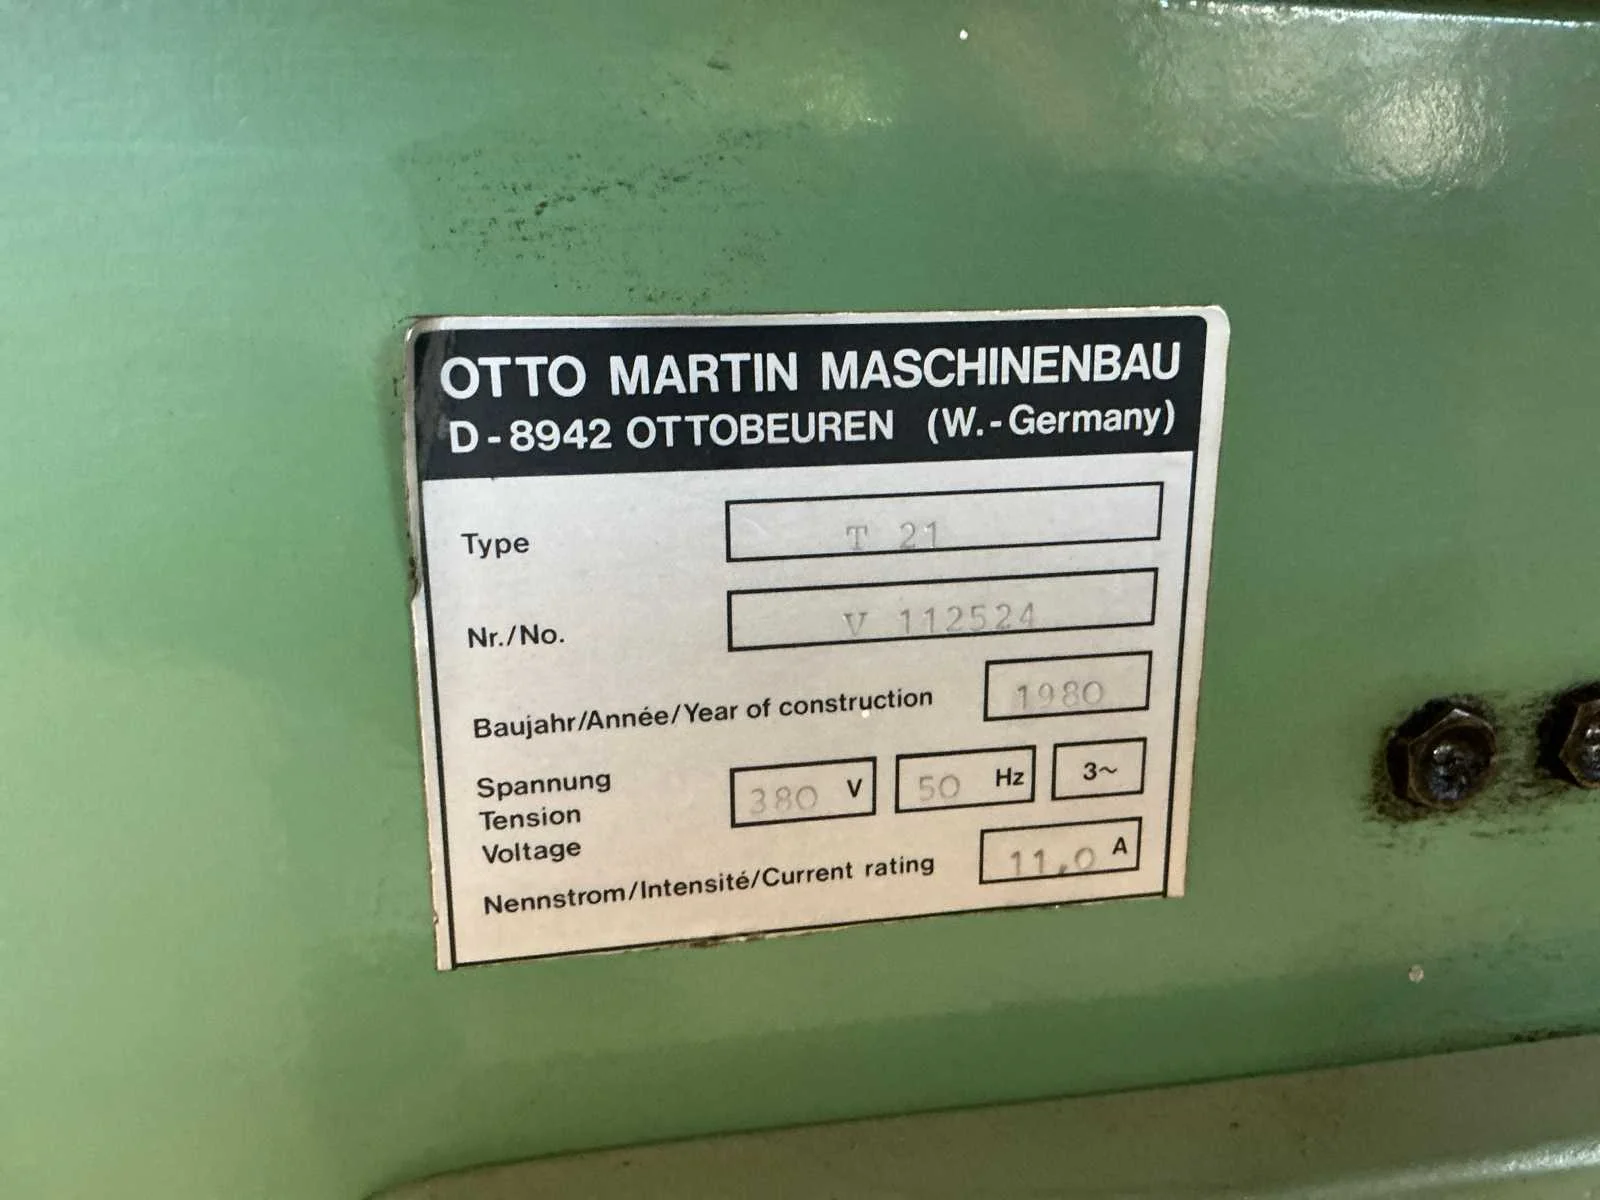 OTTO MARTIN MASCHINENBAU
D-8942 OTTOBEUREN (W.-Germany)
Type T 21
Nr./No. V 112524
Baujahr/Année/Year of construction 1980
Spannung
Tension 380 V 50 Hz 3~
Voltage
Nennstrom/Intensité/Current rating 11,0 A